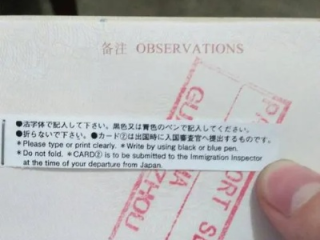 备注 OBSERVATIONS
●活字体で記入して下さい。黒色又は青色のペンで記入してください。
●折らないで下さい。●カード②は出国時に入国審査官へ提出するものです。
＊Please type or print clearly. ＊Write by using black or blue pen.
＊Do not fold. ＊CARD② is to be submitted to the Immigration Inspector
at the time of your departure from Japan.